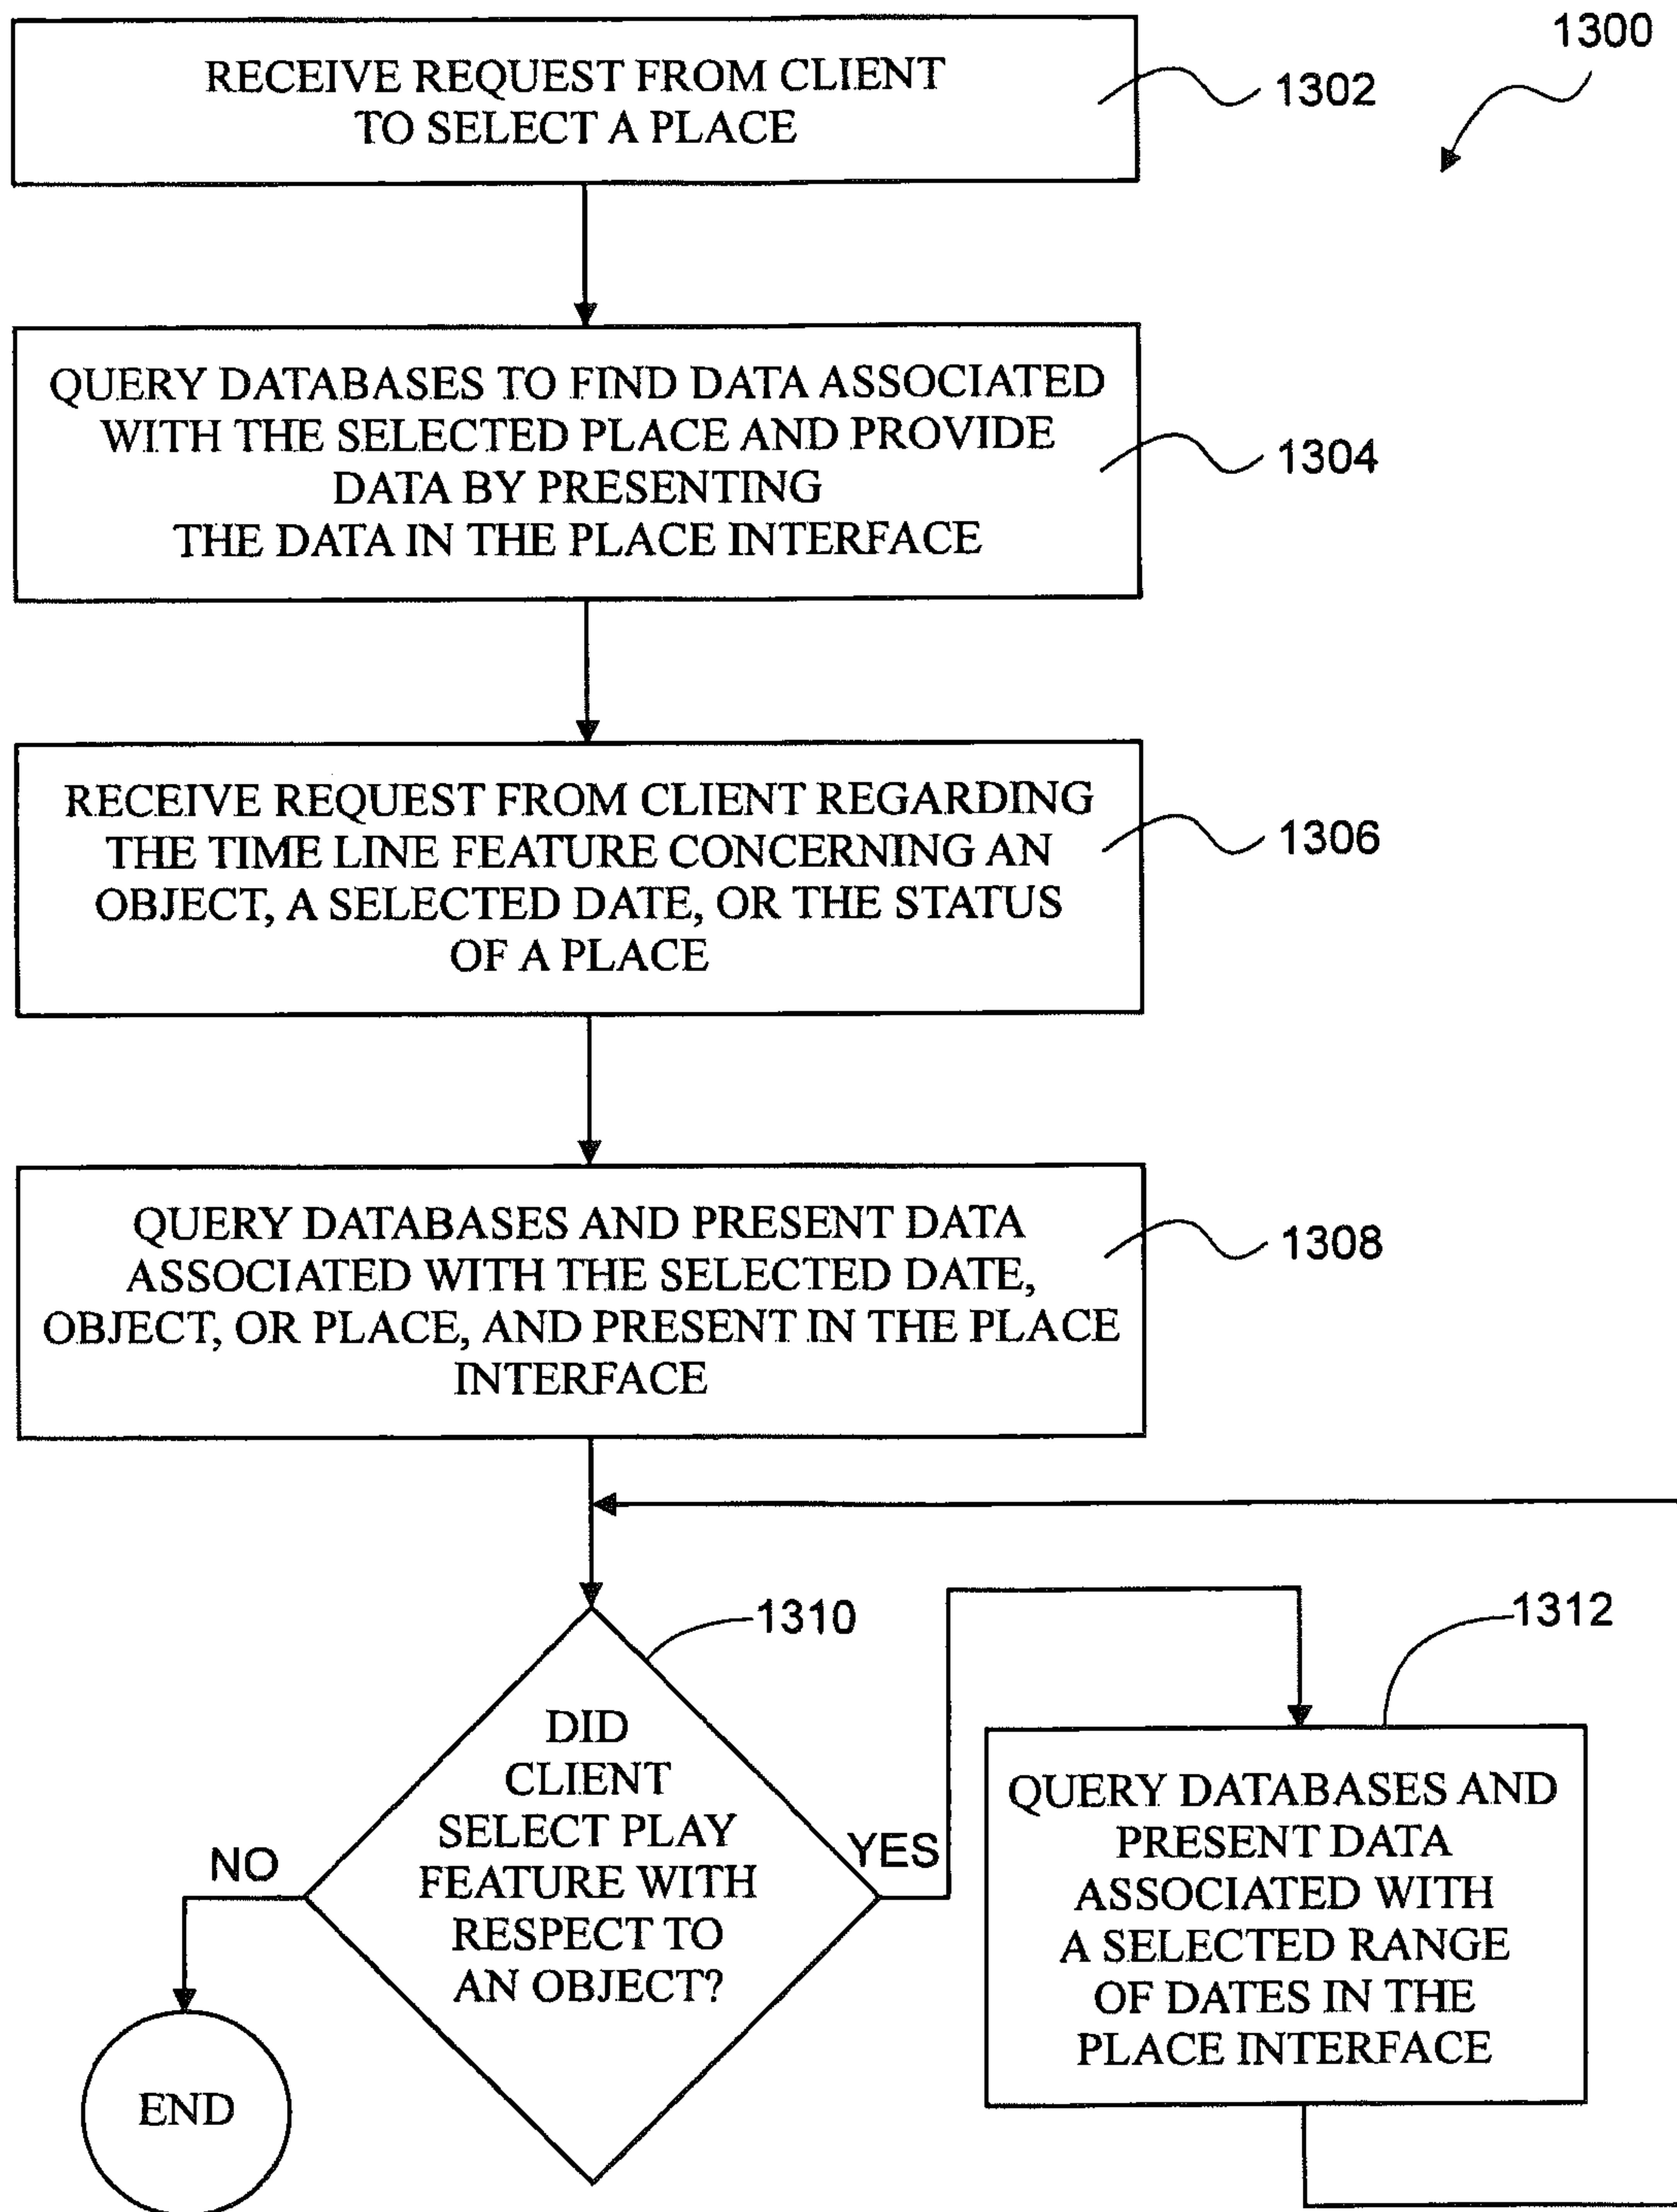 1300
RECEIVE REQUEST FROM CLIENT
TO SELECT A PLACE
1302
QUERY DATABASES TO FIND DATA ASSOCIATED
WITH THE SELECTED PLACE AND PROVIDE
DATA BY PRESENTING
THE DATA IN THE PLACE INTERFACE
1304
RECEIVE REQUEST FROM CLIENT REGARDING
THE TIME LINE FEATURE CONCERNING AN
OBJECT, A SELECTED DATE, OR THE STATUS
OF A PLACE
1306
QUERY DATABASES AND PRESENT DATA
ASSOCIATED WITH THE SELECTED DATE,
OBJECT, OR PLACE, AND PRESENT IN THE PLACE
INTERFACE
1308
1310
DID
CLIENT
SELECT PLAY
FEATURE WITH
RESPECT TO
AN OBJECT?
NO
YES
END
1312
QUERY DATABASES AND
PRESENT DATA
ASSOCIATED WITH
A SELECTED RANGE
OF DATES IN THE
PLACE INTERFACE